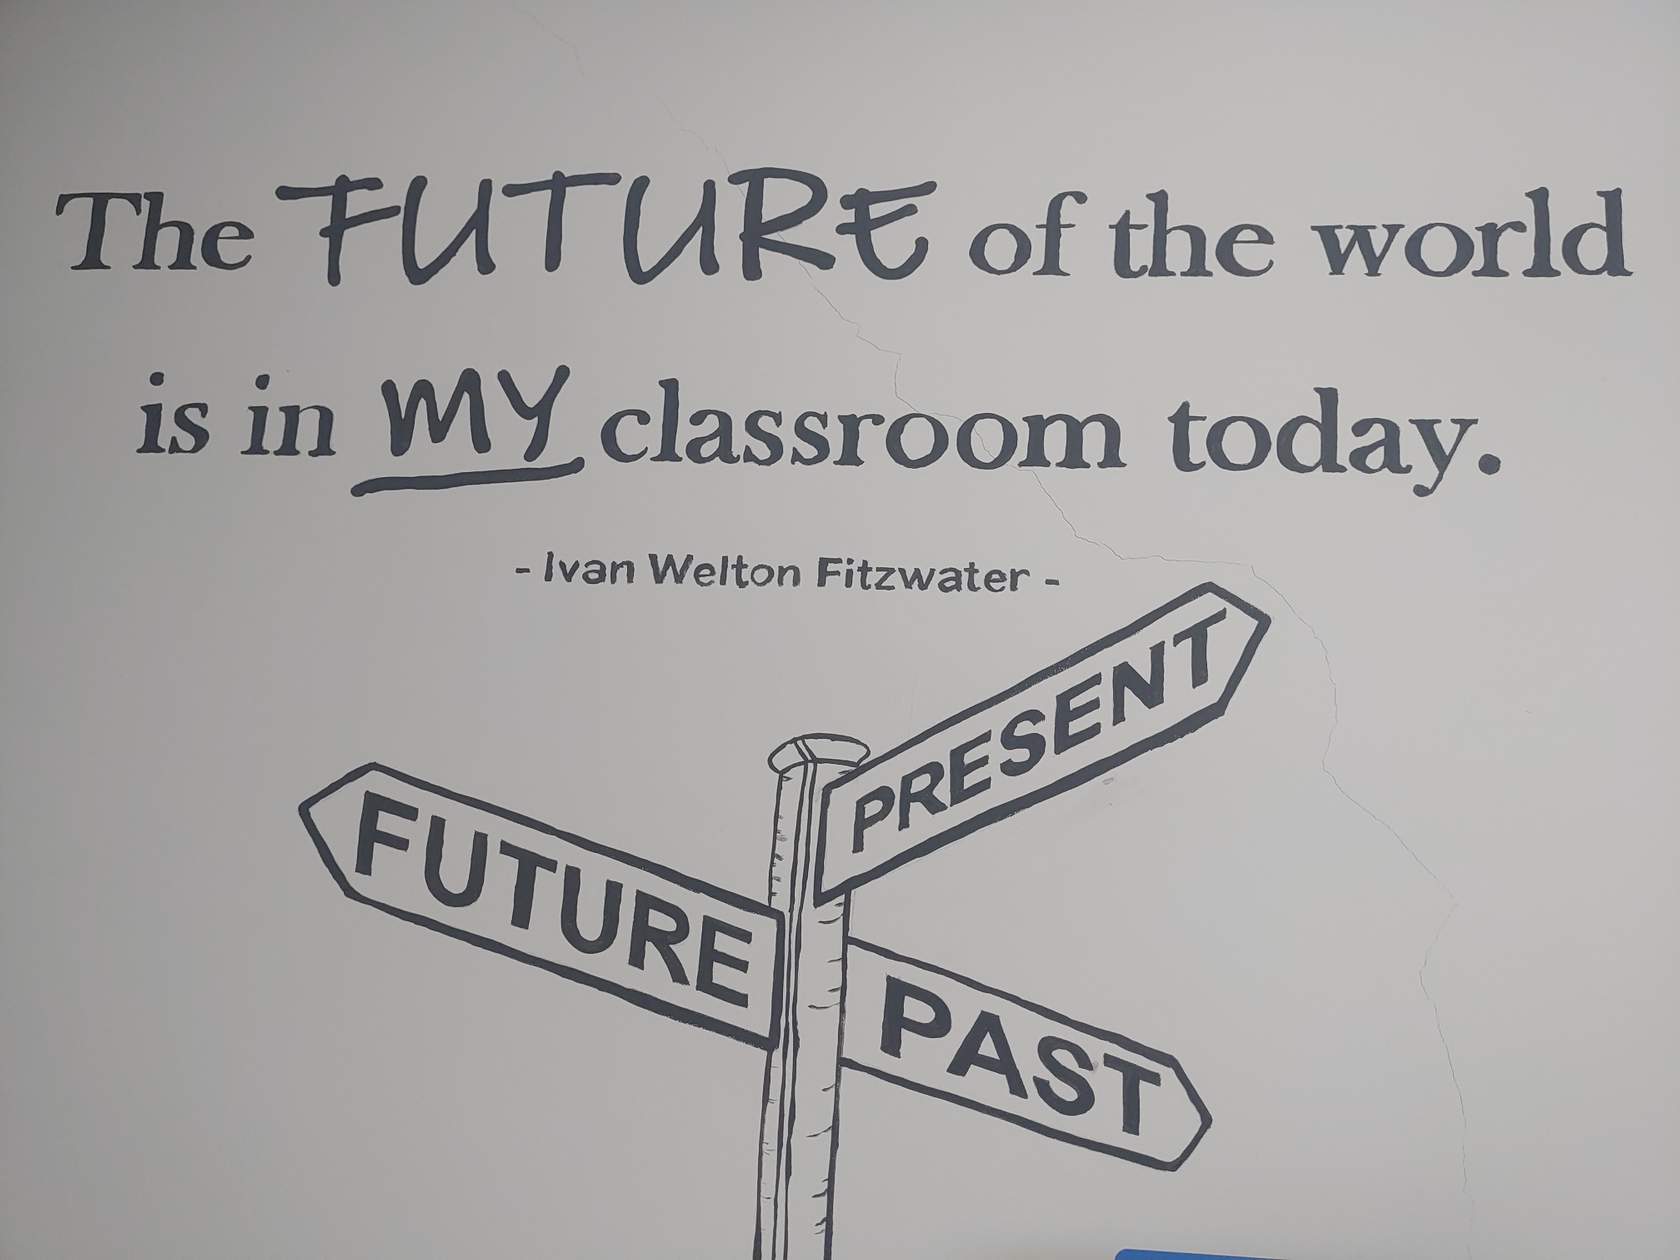 The FUTURE of the world
is in MY classroom today.
- Ivan Welton Fitzwater -
PRESENT
FUTURE
PAST